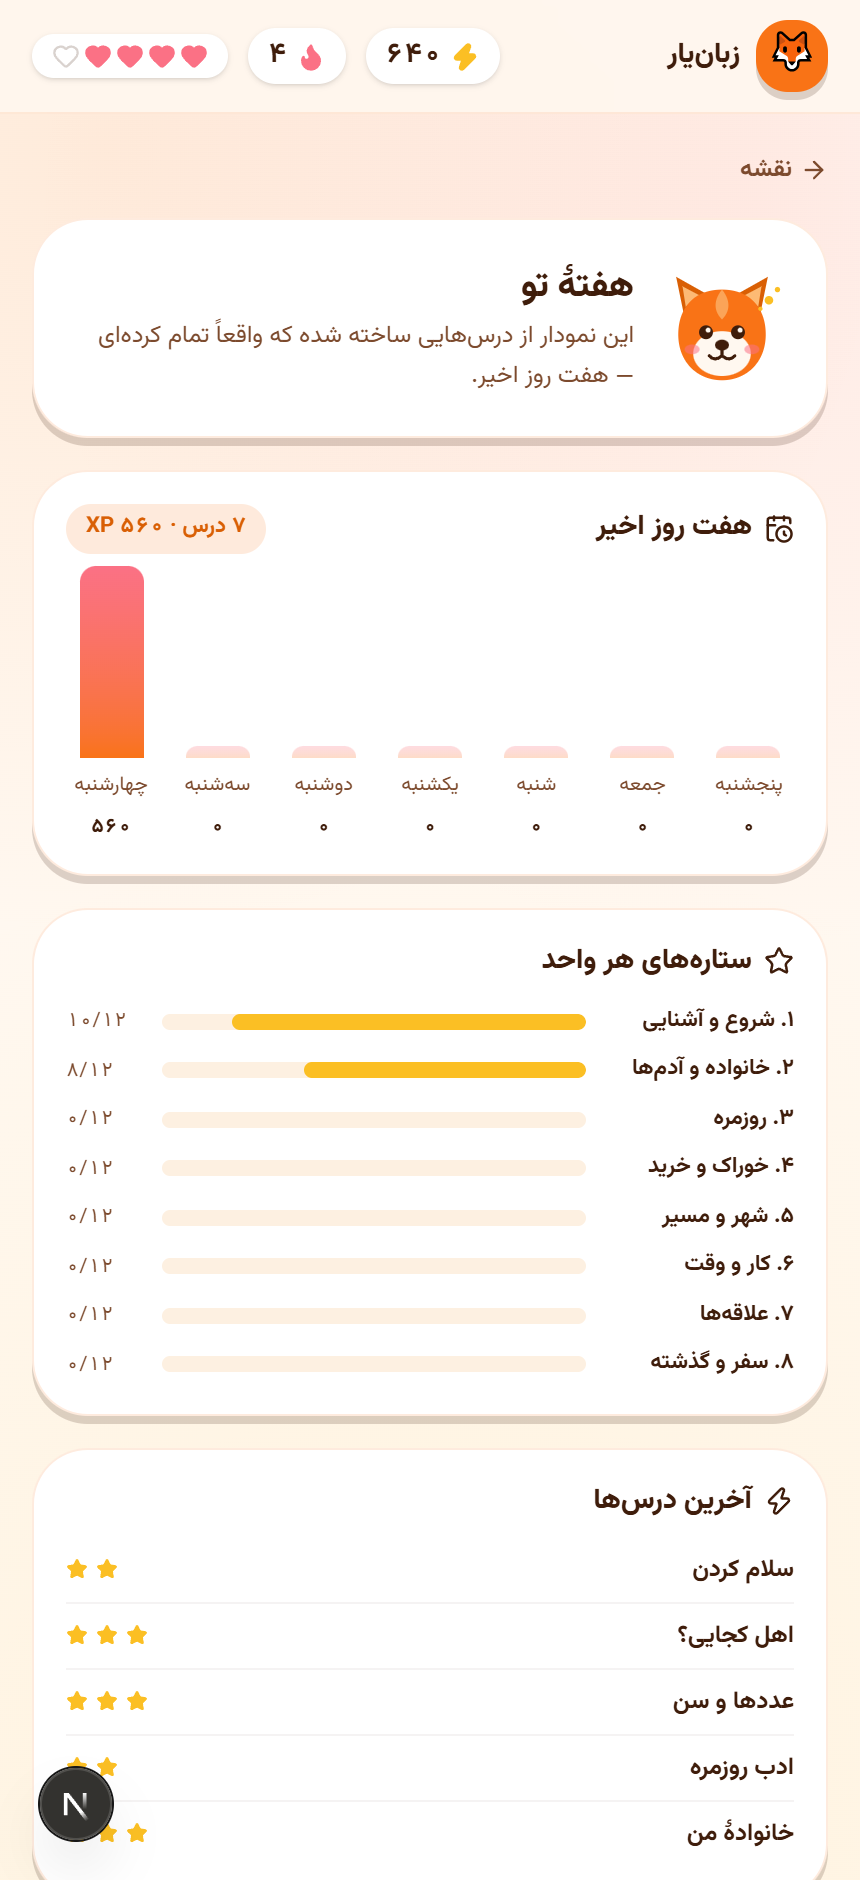 زبان‌یار
۶۴۰
۴
نقشه
هفتهٔ تو
این نمودار از درس‌هایی ساخته شده که واقعاً تمام کرده‌ای
— هفت روز اخیر.
هفت روز اخیر
۷ درس · ۵۶۰ XP
پنجشنبه جمعه شنبه یکشنبه دوشنبه سه‌شنبه چهارشنبه
۰ ۰ ۰ ۰ ۰ ۰ ۵۶۰
ستاره‌های هر واحد
۱. شروع و آشنایی ۱۰/۱۲
۲. خانواده و آدم‌ها ۸/۱۲
۳. روزمره ۰/۱۲
۴. خوراک و خرید ۰/۱۲
۵. شهر و مسیر ۰/۱۲
۶. کار و وقت ۰/۱۲
۷. علاقه‌ها ۰/۱۲
۸. سفر و گذشته ۰/۱۲
آخرین درس‌ها
سلام کردن
اهل کجایی؟
عددها و سن
ادب روزمره
خانوادهٔ من
N